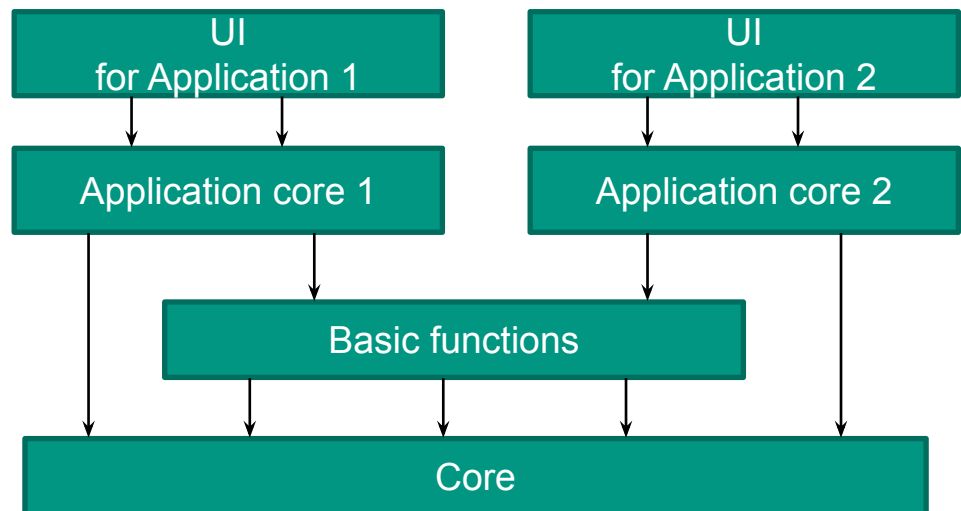 UI
for Application 1
UI
for Application 2
Application core 1
Application core 2
Basic functions
Core